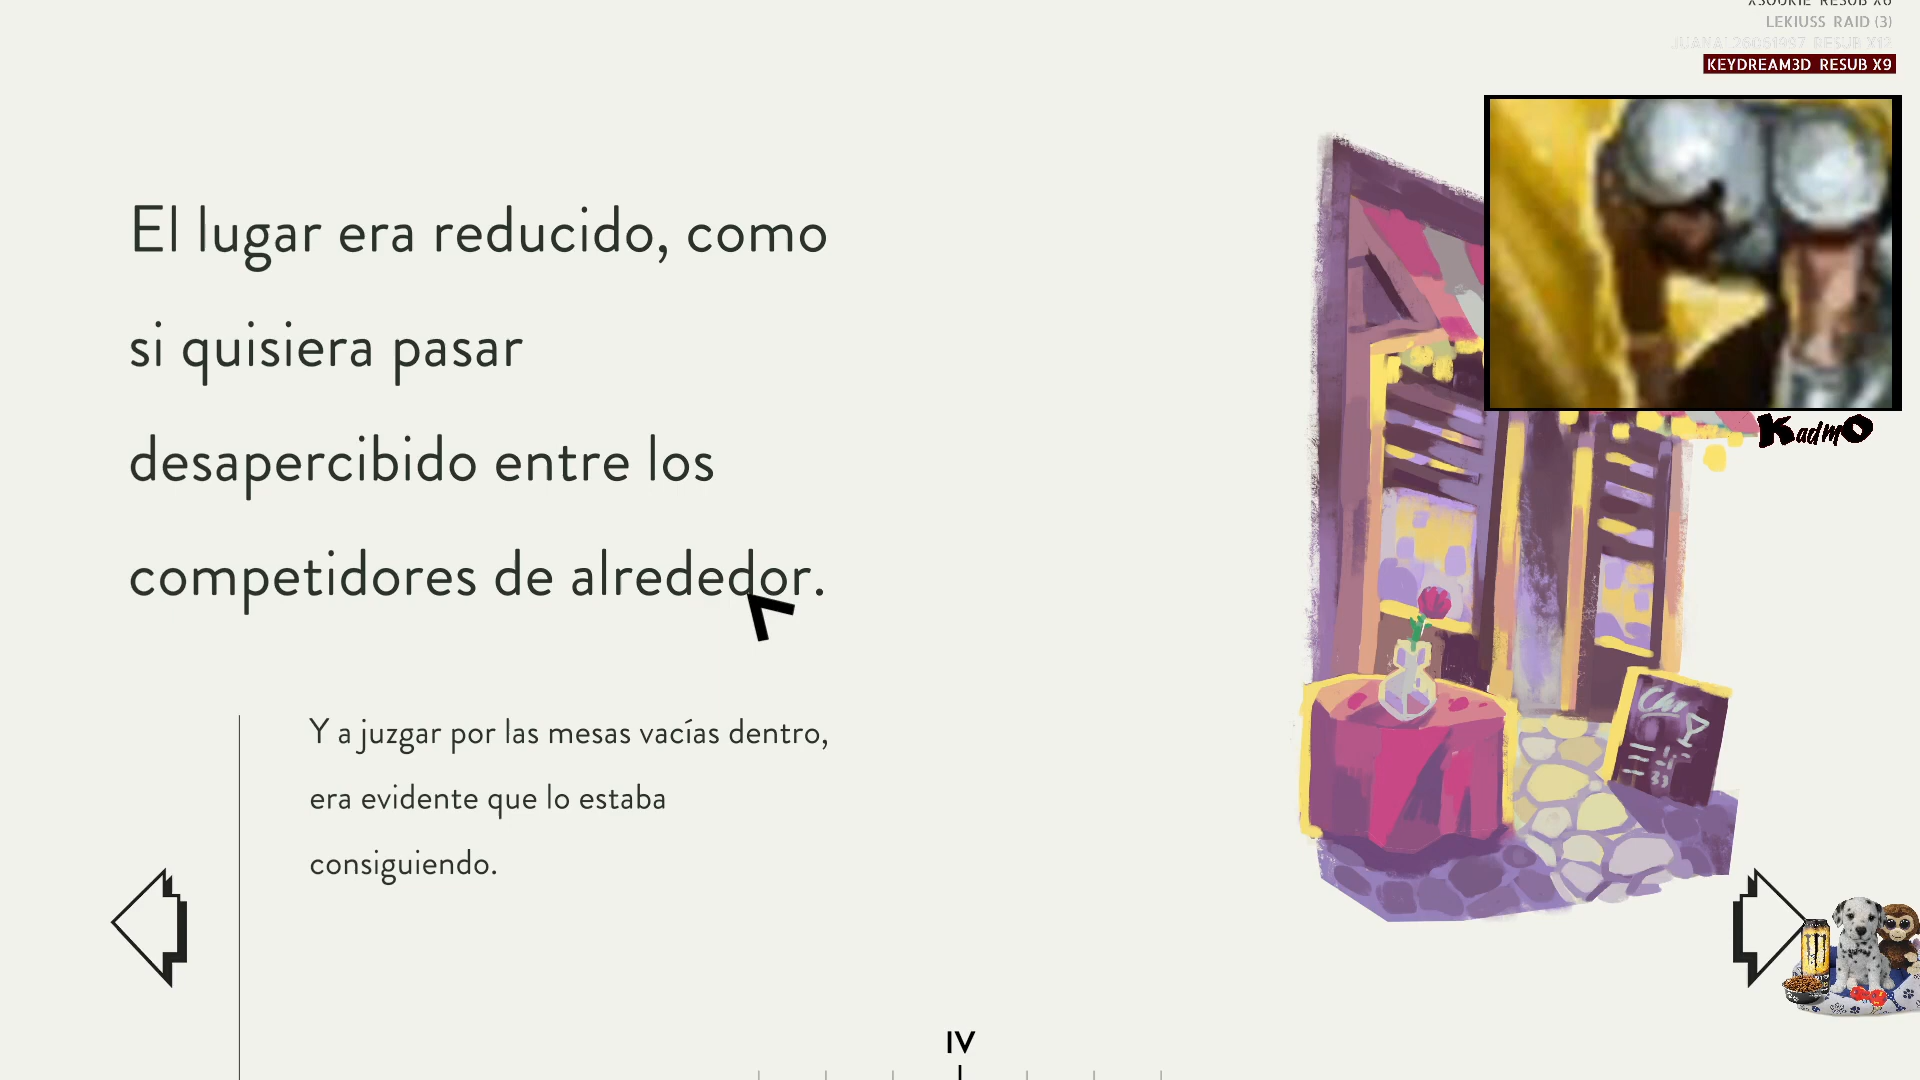 LEKIUSS RAID (3)
KEYDREAM3D RESUB X9
El lugar era reducido, como
si quisiera pasar
desapercibido entre los
competidores de alrededor.
KadmO
Y a juzgar por las mesas vacías dentro,
era evidente que lo estaba
consiguiendo.
IV